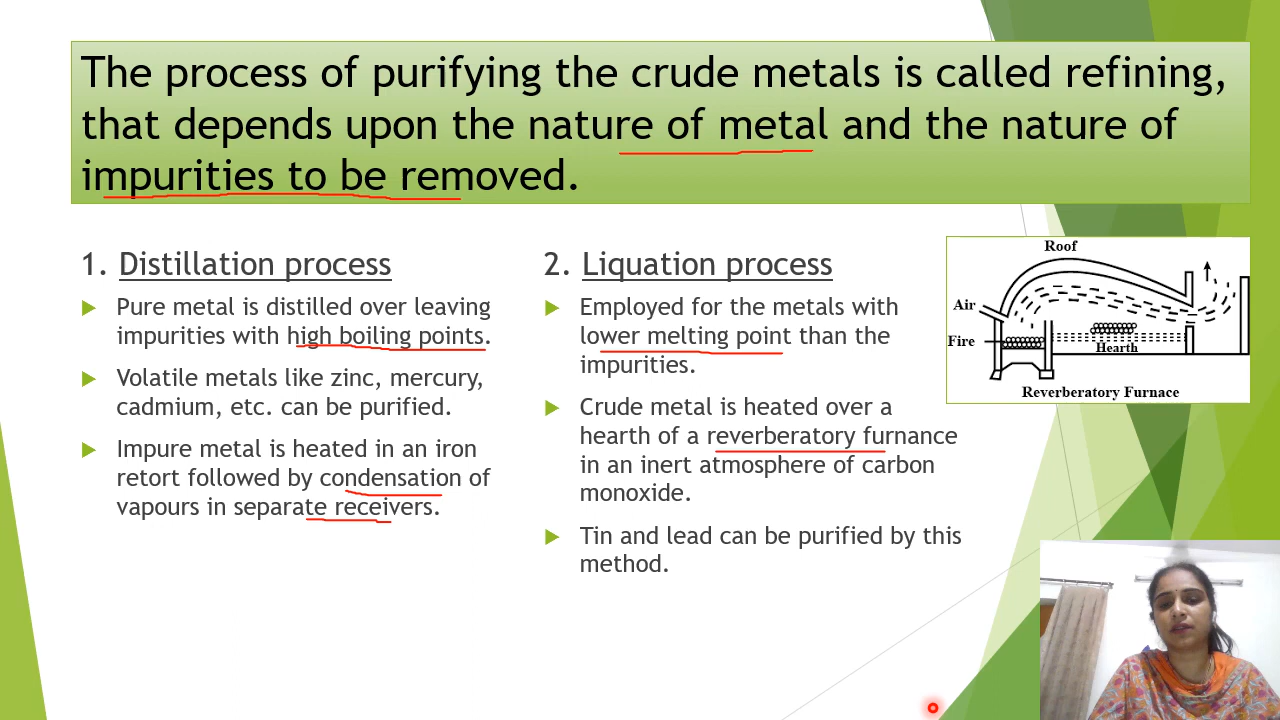 The process of purifying the crude metals is called refining,
that depends upon the nature of metal and the nature of
impurities to be removed.
1. Distillation process
Pure metal is distilled over leaving
impurities with high boiling points.
Volatile metals like zinc, mercury,
cadmium, etc. can be purified.
Impure metal is heated in an iron
retort followed by condensation of
vapours in separate receivers.
2. Liquation process
Employed for the metals with
lower melting point than the
impurities.
Crude metal is heated over a
hearth of a reverberatory furnance
in an inert atmosphere of carbon
monoxide.
Tin and lead can be purified by this
method.
Roof
Air
Fire
Hearth
Reverberatory Furnace